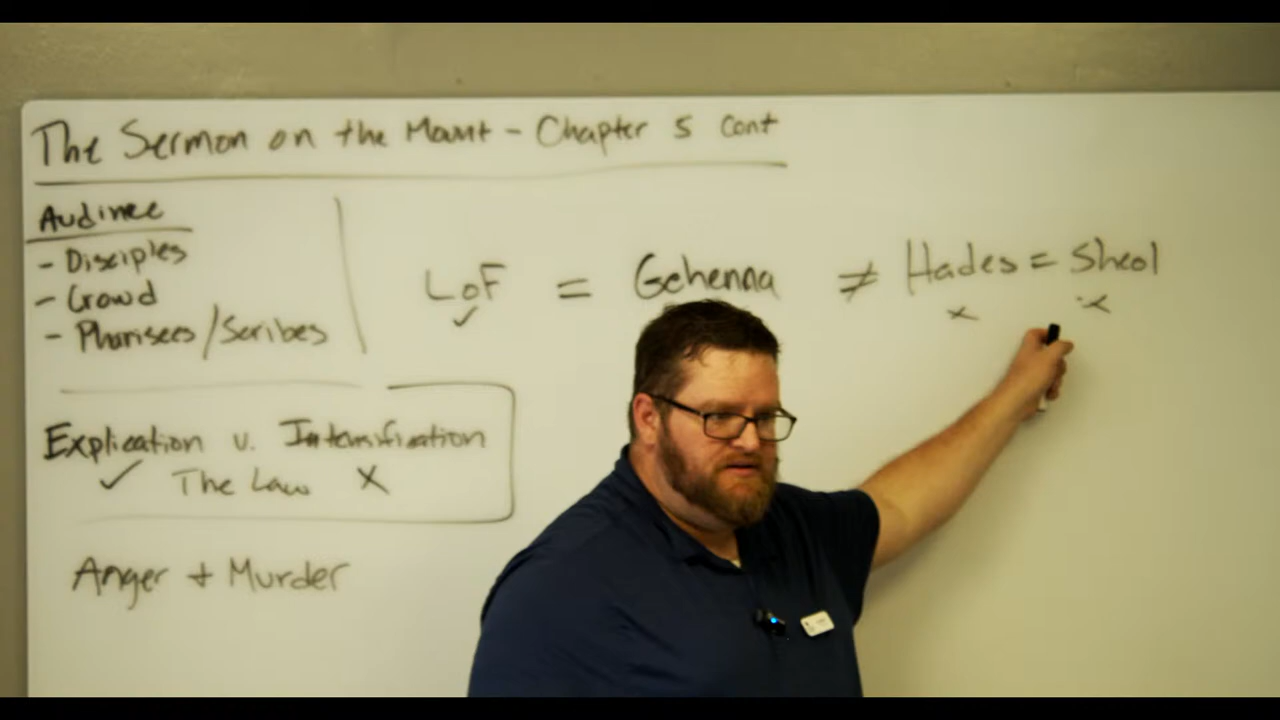 The Sermon on the Mount - Chapter 5 Cont
Audinee
- Disciples
- Crowd
- Pharisees/Scribes
LoF = Gehenna ≠ Hades = Sheol
✓ x x
Explication v. Intensification
✓ The Law X
Anger + Murder